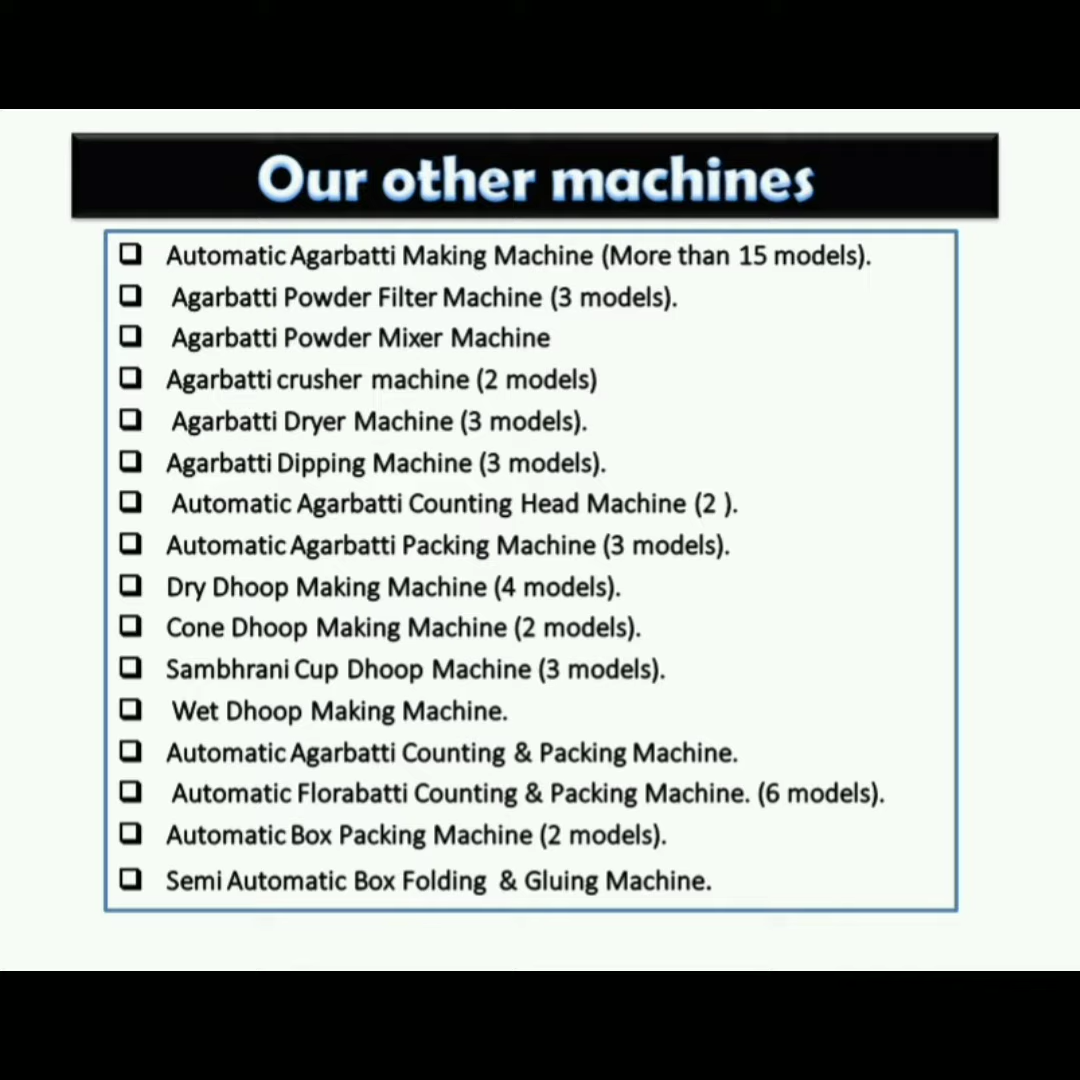 Our other machines
❑ Automatic Agarbatti Making Machine (More than 15 models).
❑ Agarbatti Powder Filter Machine (3 models).
❑ Agarbatti Powder Mixer Machine
❑ Agarbatti crusher machine (2 models)
❑ Agarbatti Dryer Machine (3 models).
❑ Agarbatti Dipping Machine (3 models).
❑ Automatic Agarbatti Counting Head Machine (2 ).
❑ Automatic Agarbatti Packing Machine (3 models).
❑ Dry Dhoop Making Machine (4 models).
❑ Cone Dhoop Making Machine (2 models).
❑ Sambhrani Cup Dhoop Machine (3 models).
❑ Wet Dhoop Making Machine.
❑ Automatic Agarbatti Counting & Packing Machine.
❑ Automatic Florabatti Counting & Packing Machine. (6 models).
❑ Automatic Box Packing Machine (2 models).
❑ Semi Automatic Box Folding & Gluing Machine.